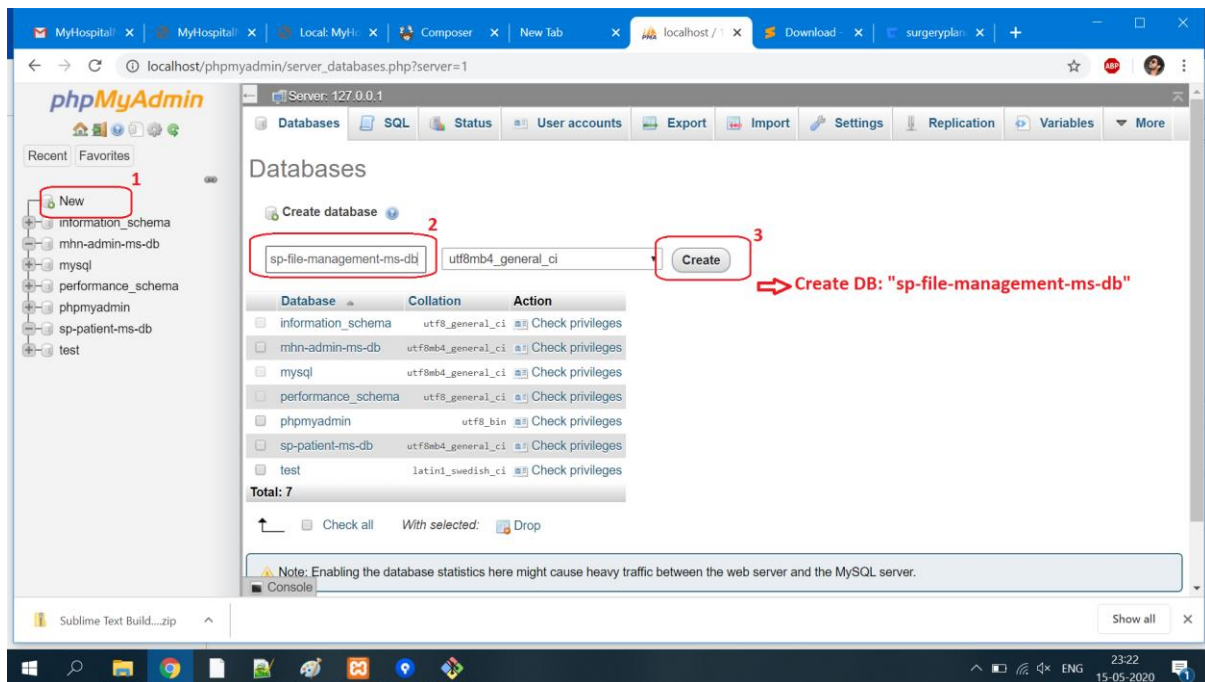 MyHospitalN
MyHospitalN
Local: MyHo
Composer
New Tab
localhost / 1
Download -
surgeryplan
localhost/phpmyadmin/server_databases.php?server=1
ABP
phpMyAdmin
Recent Favorites
1
New
information_schema
mhn-admin-ms-db
mysql
performance_schema
phpmyadmin
sp-patient-ms-db
test
Server: 127.0.0.1
Databases SQL Status User accounts Export Import Settings Replication Variables More
Databases
Create database
2
3
sp-file-management-ms-db utf8mb4_general_ci Create
Create DB: "sp-file-management-ms-db"
Database Collation Action
information_schema utf8_general_ci Check privileges
mhn-admin-ms-db utf8mb4_general_ci Check privileges
mysql utf8mb4_general_ci Check privileges
performance_schema utf8_general_ci Check privileges
phpmyadmin utf8_bin Check privileges
sp-patient-ms-db utf8mb4_general_ci Check privileges
test latin1_swedish_ci Check privileges
Total: 7
Check all With selected: Drop
Note: Enabling the database statistics here might cause heavy traffic between the web server and the MySQL server.
Console
Sublime Text Build....zip
Show all
ENG
23:22
15-05-2020